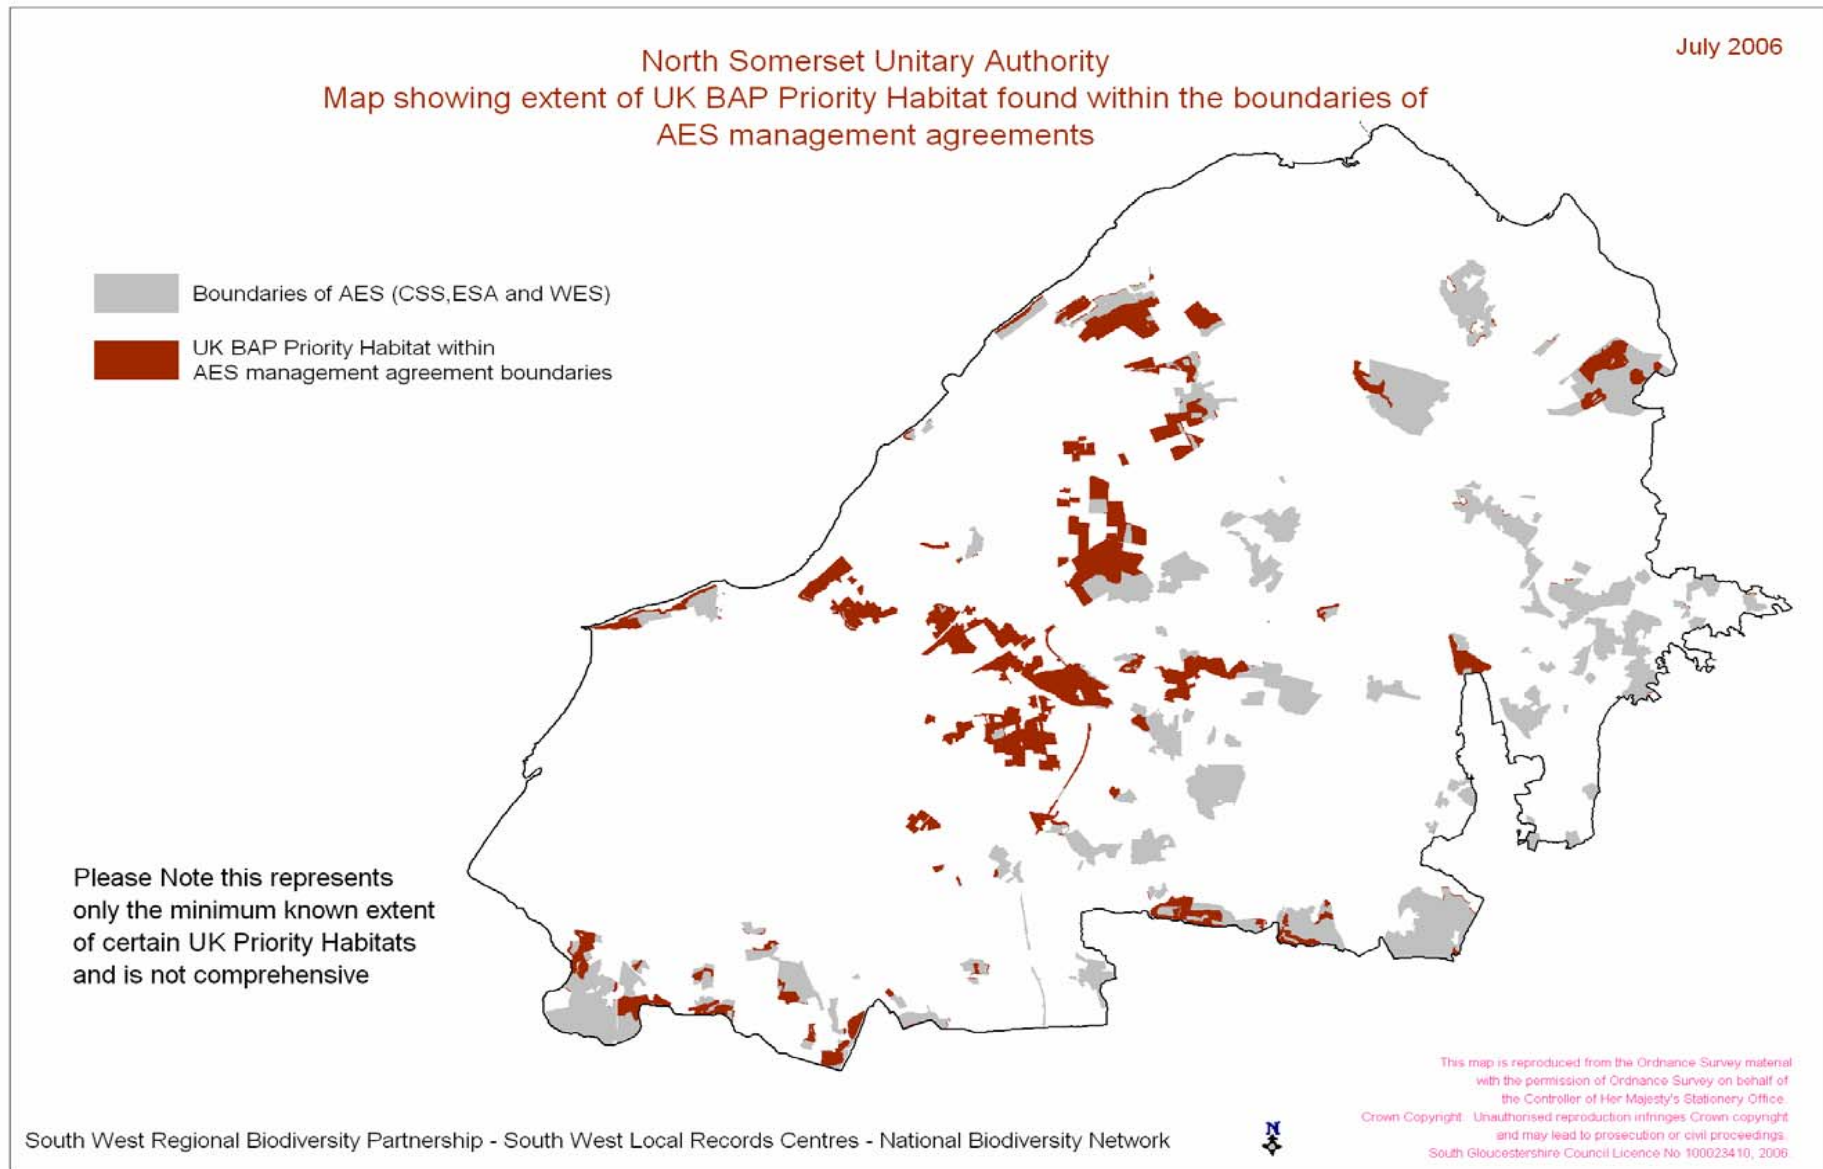 July 2006
North Somerset Unitary Authority
Map showing extent of UK BAP Priority Habitat found within the boundaries of
AES management agreements
Boundaries of AES (CSS,ESA and WES)
UK BAP Priority Habitat within
AES management agreement boundaries
Please Note this represents
only the minimum known extent
of certain UK Priority Habitats
and is not comprehensive
This map is reproduced from the Ordnance Survey material
with the permission of Ordnance Survey on behalf of
the Controller of Her Majesty's Stationery Office.
Crown Copyright. Unauthorised reproduction infringes Crown copyright
and may lead to prosecution or civil proceedings.
South Gloucestershire Council Licence No 100023410, 2006.
South West Regional Biodiversity Partnership - South West Local Records Centres - National Biodiversity Network
N